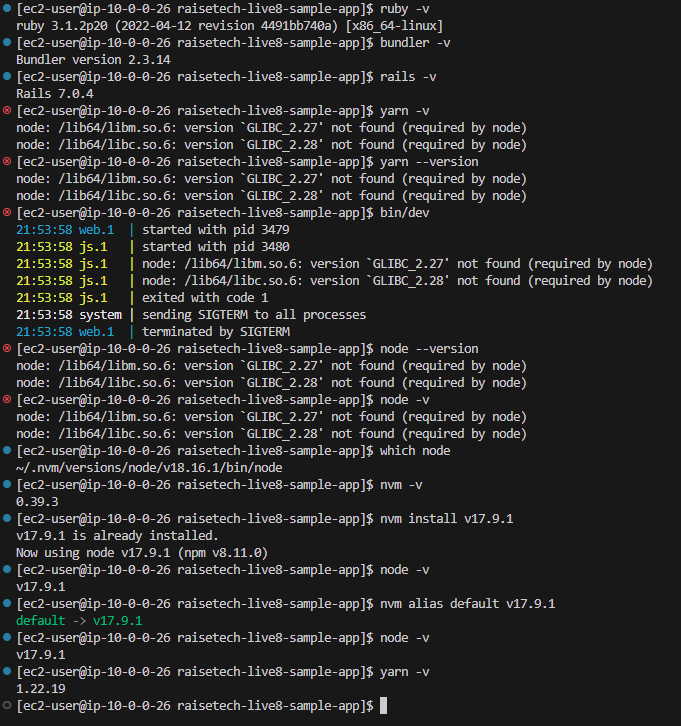 [ec2-user@ip-10-0-0-26 raisetech-live8-sample-app]$ ruby -v
ruby 3.1.2p20 (2022-04-12 revision 4491bb740a) [x86_64-linux]
[ec2-user@ip-10-0-0-26 raisetech-live8-sample-app]$ bundler -v
Bundler version 2.3.14
[ec2-user@ip-10-0-0-26 raisetech-live8-sample-app]$ rails -v
Rails 7.0.4
[ec2-user@ip-10-0-0-26 raisetech-live8-sample-app]$ yarn -v
node: /lib64/libm.so.6: version `GLIBC_2.27' not found (required by node)
node: /lib64/libc.so.6: version `GLIBC_2.28' not found (required by node)
[ec2-user@ip-10-0-0-26 raisetech-live8-sample-app]$ yarn --version
node: /lib64/libm.so.6: version `GLIBC_2.27' not found (required by node)
node: /lib64/libc.so.6: version `GLIBC_2.28' not found (required by node)
[ec2-user@ip-10-0-0-26 raisetech-live8-sample-app]$ bin/dev
21:53:58 web.1  | started with pid 3479
21:53:58 js.1   | started with pid 3480
21:53:58 js.1   | node: /lib64/libm.so.6: version `GLIBC_2.27' not found (required by node)
21:53:58 js.1   | node: /lib64/libc.so.6: version `GLIBC_2.28' not found (required by node)
21:53:58 js.1   | exited with code 1
21:53:58 system | sending SIGTERM to all processes
21:53:58 web.1  | terminated by SIGTERM
[ec2-user@ip-10-0-0-26 raisetech-live8-sample-app]$ node --version
node: /lib64/libm.so.6: version `GLIBC_2.27' not found (required by node)
node: /lib64/libc.so.6: version `GLIBC_2.28' not found (required by node)
[ec2-user@ip-10-0-0-26 raisetech-live8-sample-app]$ node -v
node: /lib64/libm.so.6: version `GLIBC_2.27' not found (required by node)
node: /lib64/libc.so.6: version `GLIBC_2.28' not found (required by node)
[ec2-user@ip-10-0-0-26 raisetech-live8-sample-app]$ which node
~/.nvm/versions/node/v18.16.1/bin/node
[ec2-user@ip-10-0-0-26 raisetech-live8-sample-app]$ nvm -v
0.39.3
[ec2-user@ip-10-0-0-26 raisetech-live8-sample-app]$ nvm install v17.9.1
v17.9.1 is already installed.
Now using node v17.9.1 (npm v8.11.0)
[ec2-user@ip-10-0-0-26 raisetech-live8-sample-app]$ node -v
v17.9.1
[ec2-user@ip-10-0-0-26 raisetech-live8-sample-app]$ nvm alias default v17.9.1
default -> v17.9.1
[ec2-user@ip-10-0-0-26 raisetech-live8-sample-app]$ node -v
v17.9.1
[ec2-user@ip-10-0-0-26 raisetech-live8-sample-app]$ yarn -v
1.22.19
[ec2-user@ip-10-0-0-26 raisetech-live8-sample-app]$